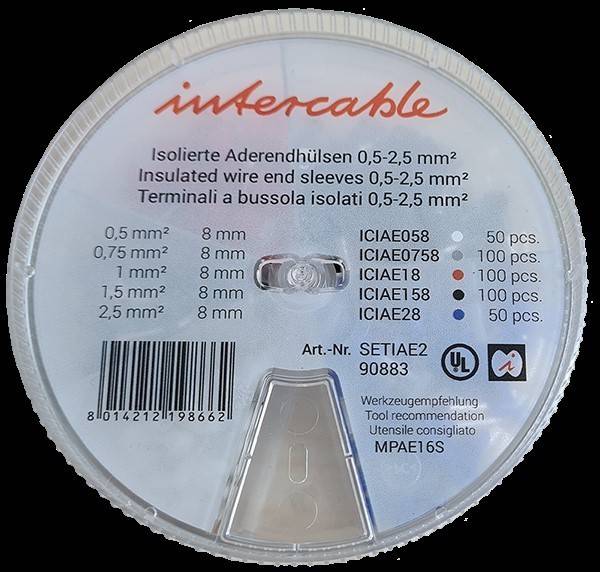 intercable
Isolierte Aderendhülsen 0,5-2,5 mm²
Insulated wire end sleeves 0,5-2,5 mm²
Terminali a bussola isolati 0,5-2,5 mm²
0,5 mm² 8 mm ICIAE058 50 pcs.
0,75 mm² 8 mm ICIAE0758 100 pcs.
1 mm² 8 mm ICIAE18 100 pcs.
1,5 mm² 8 mm ICIAE158 100 pcs.
2,5 mm² 8 mm ICIAE28 50 pcs.
Art.-Nr. SETIAE2
90883
UL
i
8 014212 198662
Werkzeugempfehlung
Tool recommendation
Utensile consigliato
MPAE16S